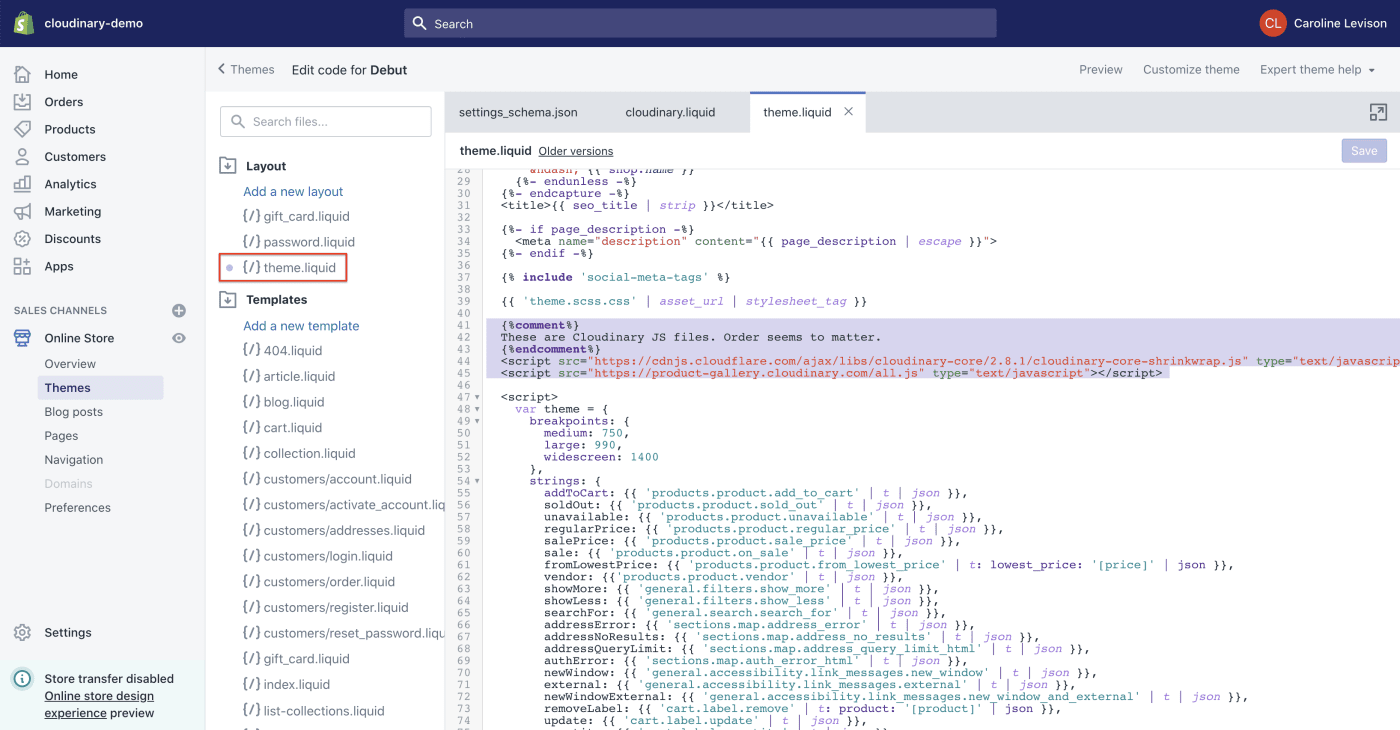 cloudinary-demo
Search
CL
Caroline Levison
Home
Orders
Products
Customers
Analytics
Marketing
Discounts
Apps
SALES CHANNELS
Online Store
Overview
Themes
Blog posts
Pages
Navigation
Domains
Preferences
Settings
Store transfer disabled
Online store design
experience preview
Themes
Edit code for Debut
Preview
Customize theme
Expert theme help
Search files...
Layout
Add a new layout
{/} gift_card.liquid
{/} password.liquid
{/} theme.liquid
Templates
Add a new template
{/} 404.liquid
{/} article.liquid
{/} blog.liquid
{/} cart.liquid
{/} collection.liquid
{/} customers/account.liquid
{/} customers/activate_account.liq
{/} customers/addresses.liquid
{/} customers/login.liquid
{/} customers/order.liquid
{/} customers/register.liquid
{/} customers/reset_password.liqu
{/} gift_card.liquid
{/} index.liquid
{/} list-collections.liquid
settings_schema.json
cloudinary.liquid
theme.liquid
theme.liquid Older versions
Save
28 &ndash; {{ shop.name }}
29 {%- endunless -%}
30 {%- endcapture -%}
31 <title>{{ seo_title | strip }}</title>
32
33 {%- if page_description -%}
34 <meta name="description" content="{{ page_description | escape }}">
35 {%- endif -%}
36
37 {% include 'social-meta-tags' %}
38
39 {{ 'theme.scss.css' | asset_url | stylesheet_tag }}
40
41 {%comment%}
42 These are Cloudinary JS files. Order seems to matter.
43 {%endcomment%}
44 <script src="https://cdnjs.cloudflare.com/ajax/libs/cloudinary-core/2.8.1/cloudinary-core-shrinkwrap.js" type="text/javascrip
45 <script src="https://product-gallery.cloudinary.com/all.js" type="text/javascript"></script>
46
47 <script>
48 var theme = {
49 breakpoints: {
50 medium: 750,
51 large: 990,
52 widescreen: 1400
53 },
54 strings: {
55 addToCart: {{ 'products.product.add_to_cart' | t | json }},
56 soldOut: {{ 'products.product.sold_out' | t | json }},
57 unavailable: {{ 'products.product.unavailable' | t | json }},
58 regularPrice: {{ 'products.product.regular_price' | t | json }},
59 salePrice: {{ 'products.product.sale_price' | t | json }},
60 sale: {{ 'products.product.on_sale' | t | json }},
61 fromLowestPrice: {{ 'products.product.from_lowest_price' | t: lowest_price: '[price]' | json }},
62 vendor: {{'products.product.vendor' | t | json }},
63 showMore: {{ 'general.filters.show_more' | t | json }},
64 showLess: {{ 'general.filters.show_less' | t | json }},
65 searchFor: {{ 'general.search.search_for' | t | json }},
66 addressError: {{ 'sections.map.address_error' | t | json }},
67 addressNoResults: {{ 'sections.map.address_no_results' | t | json }},
68 addressQueryLimit: {{ 'sections.map.address_query_limit_html' | t | json }},
69 authError: {{ 'sections.map.auth_error_html' | t | json }},
70 newWindow: {{ 'general.accessibility.link_messages.new_window' | t | json }},
71 external: {{ 'general.accessibility.link_messages.external' | t | json }},
72 newWindowExternal: {{ 'general.accessibility.link_messages.new_window_and_external' | t | json }},
73 removeLabel: {{ 'cart.label.remove' | t: product: '[product]' | json }},
74 update: {{ 'cart.label.update' | t | json }},